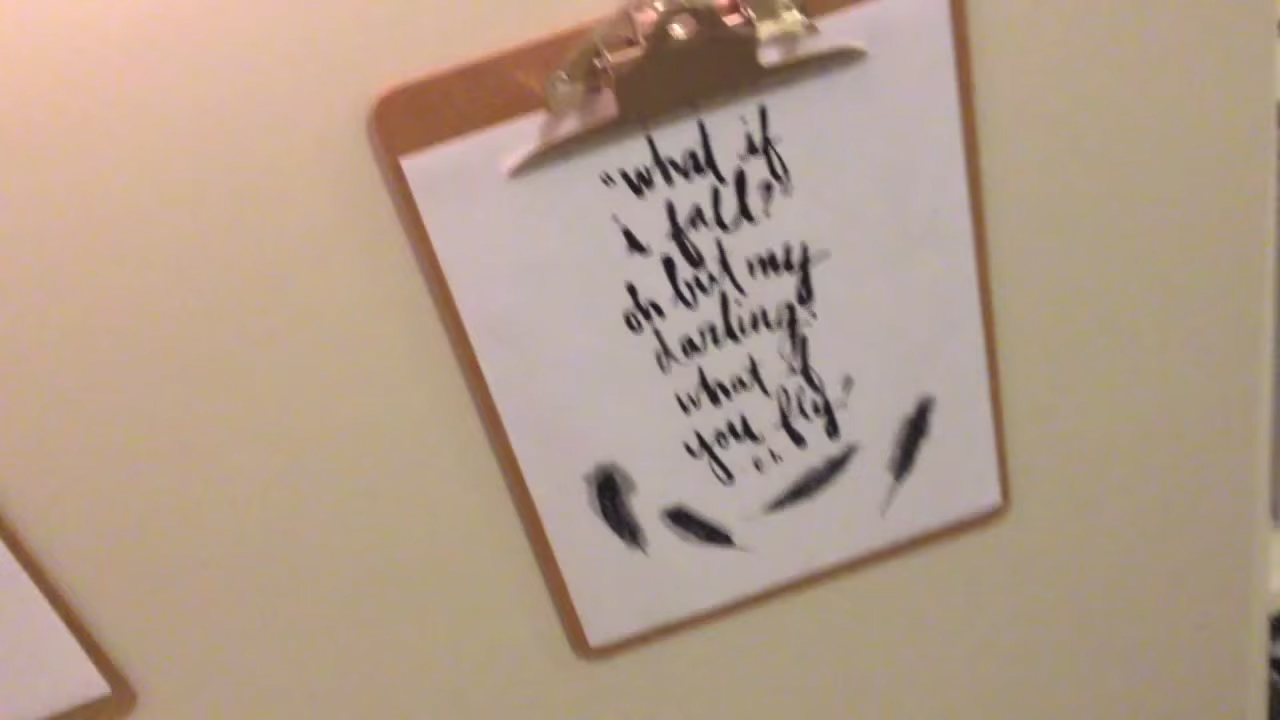 "what if
i fall?"
oh but my
darling
what if
you fly?